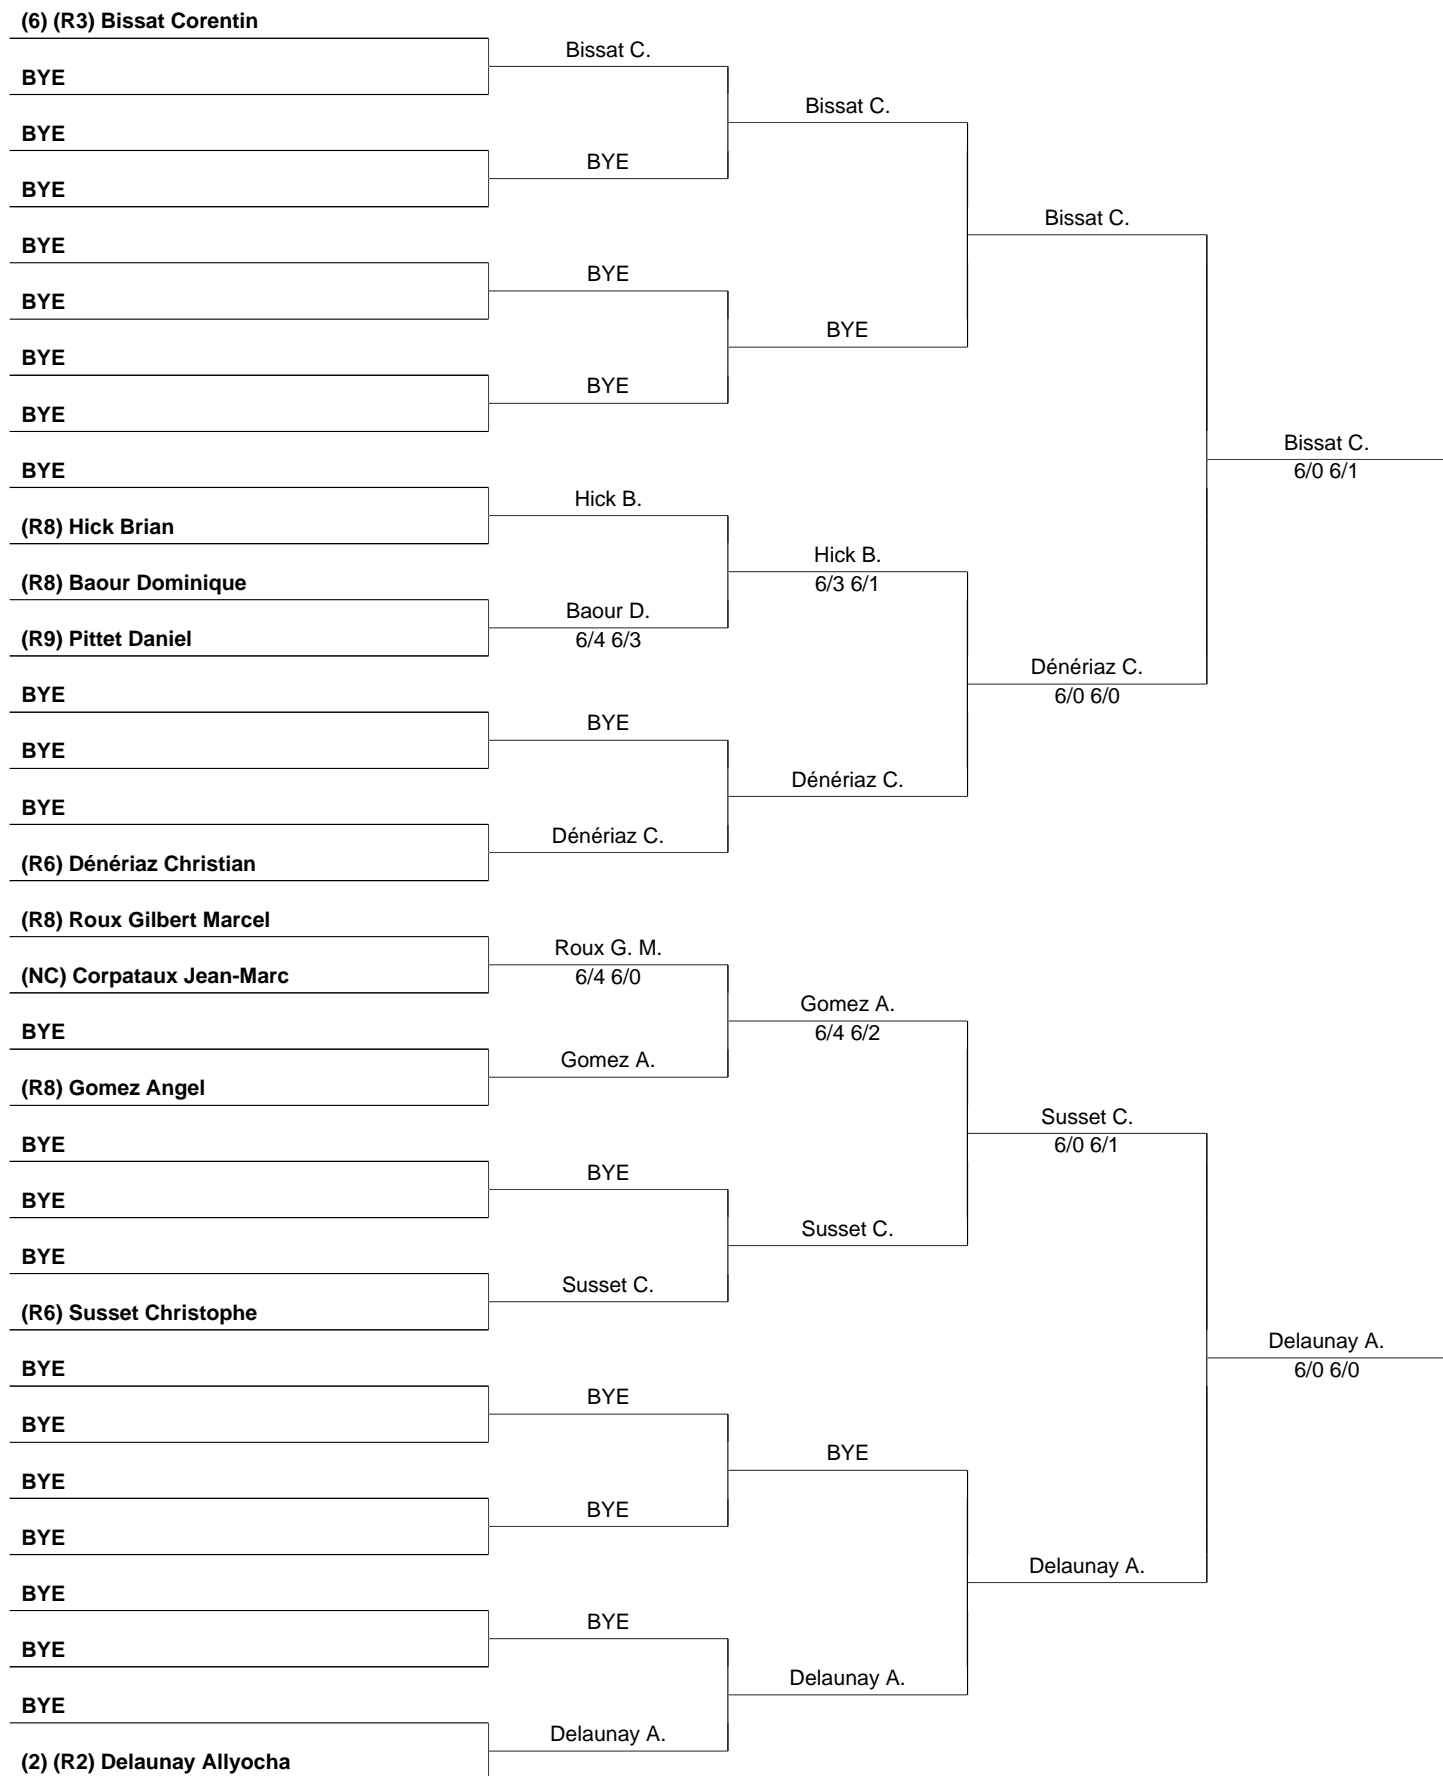 (6) (R3) Bissat Corentin
BYE
BYE
BYE
BYE
BYE
BYE
BYE
BYE
(R8) Hick Brian
(R8) Baour Dominique
(R9) Pittet Daniel
BYE
BYE
BYE
(R6) Dénériaz Christian
(R8) Roux Gilbert Marcel
(NC) Corpataux Jean-Marc
BYE
(R8) Gomez Angel
BYE
BYE
BYE
(R6) Susset Christophe
BYE
BYE
BYE
BYE
BYE
BYE
BYE
(2) (R2) Delaunay Allyocha
Bissat C.
BYE
BYE
BYE
Hick B.
Baour D.
6/4 6/3
BYE
Dénériaz C.
Roux G. M.
6/4 6/0
Gomez A.
BYE
Susset C.
BYE
BYE
BYE
Delaunay A.
Bissat C.
BYE
Hick B.
6/3 6/1
Dénériaz C.
Gomez A.
6/4 6/2
Susset C.
BYE
Delaunay A.
Bissat C.
Dénériaz C.
6/0 6/0
Susset C.
6/0 6/1
Delaunay A.
Bissat C.
6/0 6/1
Delaunay A.
6/0 6/0